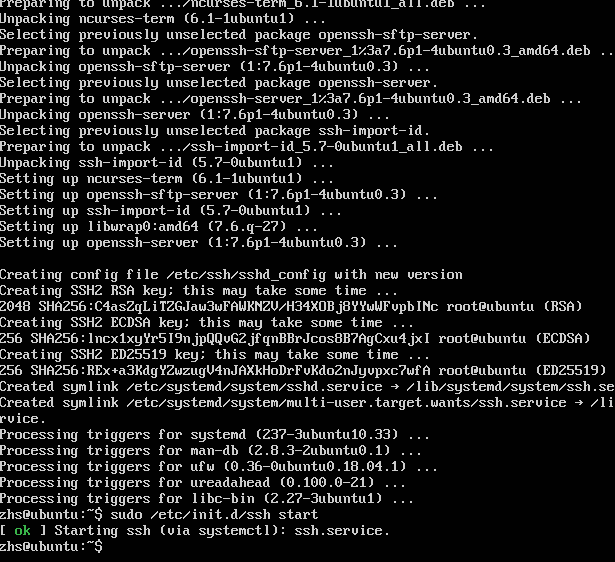 Preparing to unpack .../ncurses-term_6.1-1ubuntu1_all.deb ...
Unpacking ncurses-term (6.1-1ubuntu1) ...
Selecting previously unselected package openssh-sftp-server.
Preparing to unpack .../openssh-sftp-server_1%3a7.6p1-4ubuntu0.3_amd64.deb ..
Unpacking openssh-sftp-server (1:7.6p1-4ubuntu0.3) ...
Selecting previously unselected package openssh-server.
Preparing to unpack .../openssh-server_1%3a7.6p1-4ubuntu0.3_amd64.deb ...
Unpacking openssh-server (1:7.6p1-4ubuntu0.3) ...
Selecting previously unselected package ssh-import-id.
Preparing to unpack .../ssh-import-id_5.7-0ubuntu1_all.deb ...
Unpacking ssh-import-id (5.7-0ubuntu1) ...
Setting up ncurses-term (6.1-1ubuntu1) ...
Setting up openssh-sftp-server (1:7.6p1-4ubuntu0.3) ...
Setting up ssh-import-id (5.7-0ubuntu1) ...
Setting up libwrap0:amd64 (7.6.q-27) ...
Setting up openssh-server (1:7.6p1-4ubuntu0.3) ...
Creating config file /etc/ssh/sshd_config with new version
Creating SSH2 RSA key; this may take some time ...
2048 SHA256:C4asZqLiTZGJaw3wFAWKNZV/H34XOBj8YYwWFvpbINc root@ubuntu (RSA)
Creating SSH2 ECDSA key; this may take some time ...
256 SHA256:lncx1xyYr5I9njpQQvG2jfqnBBrJcos8B7AgCxu4jxI root@ubuntu (ECDSA)
Creating SSH2 ED25519 key; this may take some time ...
256 SHA256:REx+a3KdgYZwzugV4nJAXkHoDrFvKdo2nJyvpxc7wfA root@ubuntu (ED25519)
Created symlink /etc/systemd/system/sshd.service → /lib/systemd/system/ssh.se
Created symlink /etc/systemd/system/multi-user.target.wants/ssh.service → /li
rvice.
Processing triggers for systemd (237-3ubuntu10.33) ...
Processing triggers for man-db (2.8.3-2ubuntu0.1) ...
Processing triggers for ufw (0.36-0ubuntu0.18.04.1) ...
Processing triggers for ureadahead (0.100.0-21) ...
Processing triggers for libc-bin (2.27-3ubuntu1) ...
zhs@ubuntu:~$ sudo /etc/init.d/ssh start
[ ok ] Starting ssh (via systemctl): ssh.service.
zhs@ubuntu:~$